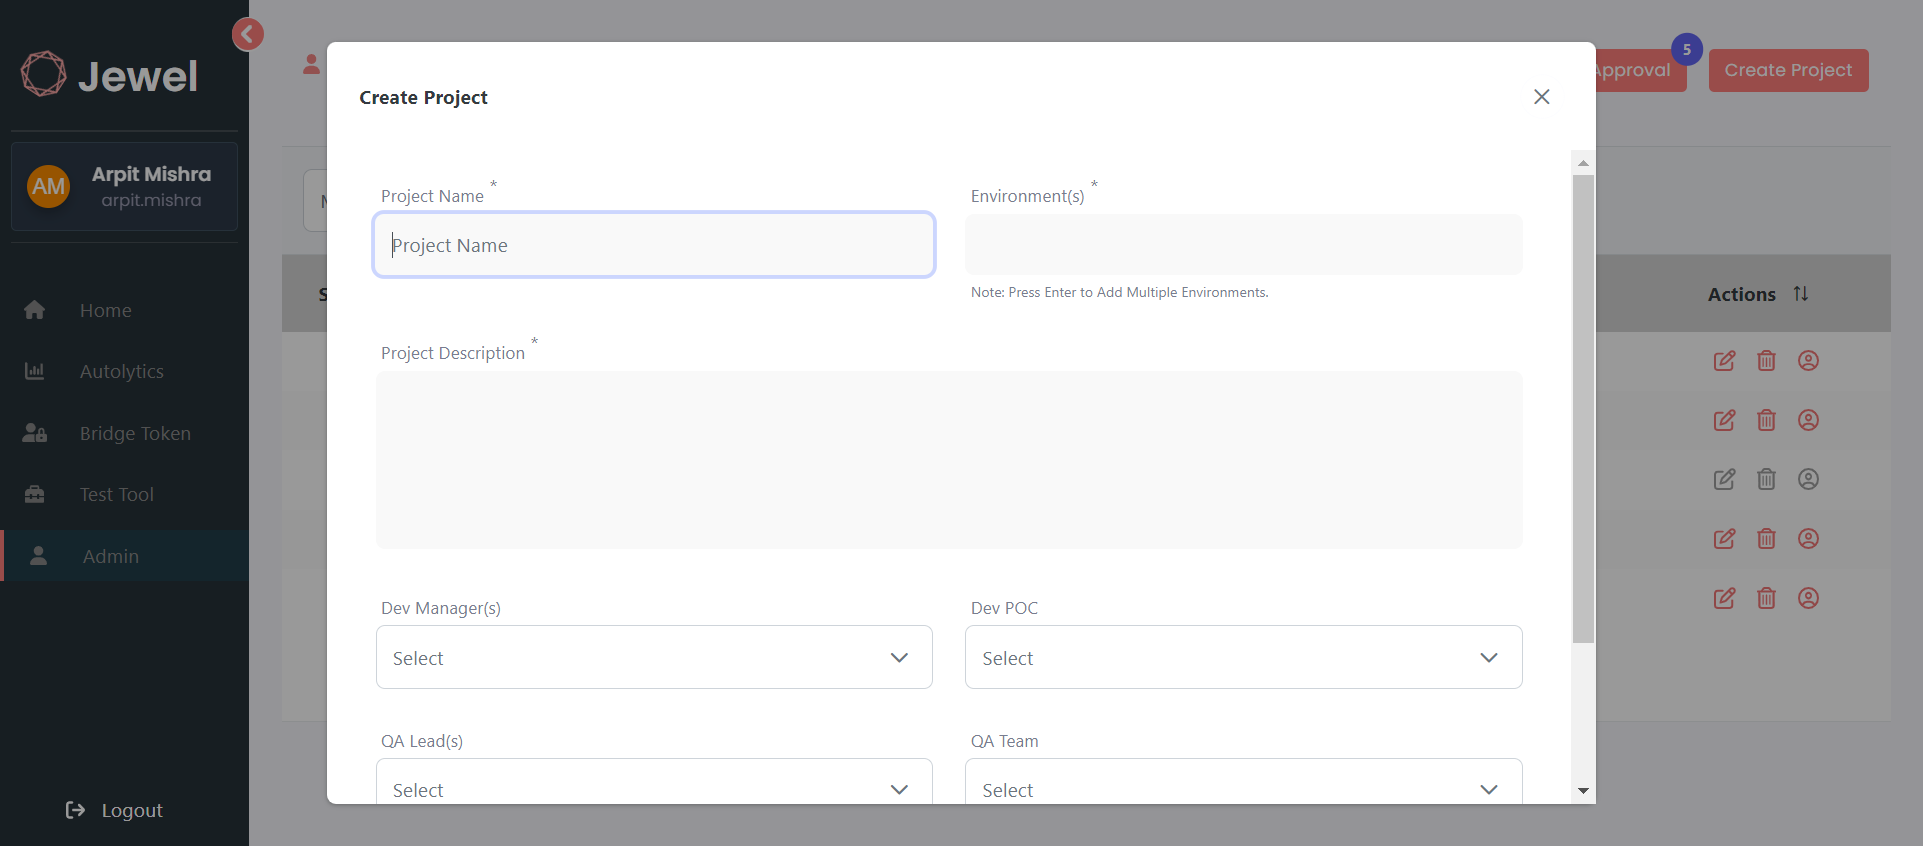 Jewel
AM
Arpit Mishra
arpit.mishra
Home
Autolytics
Bridge Token
Test Tool
Admin
Logout
Approval
5
Create Project
Actions
Create Project
Project Name *
Project Name
Environment(s) *
Note: Press Enter to Add Multiple Environments.
Project Description *
Dev Manager(s)
Select
Dev POC
Select
QA Lead(s)
Select
QA Team
Select